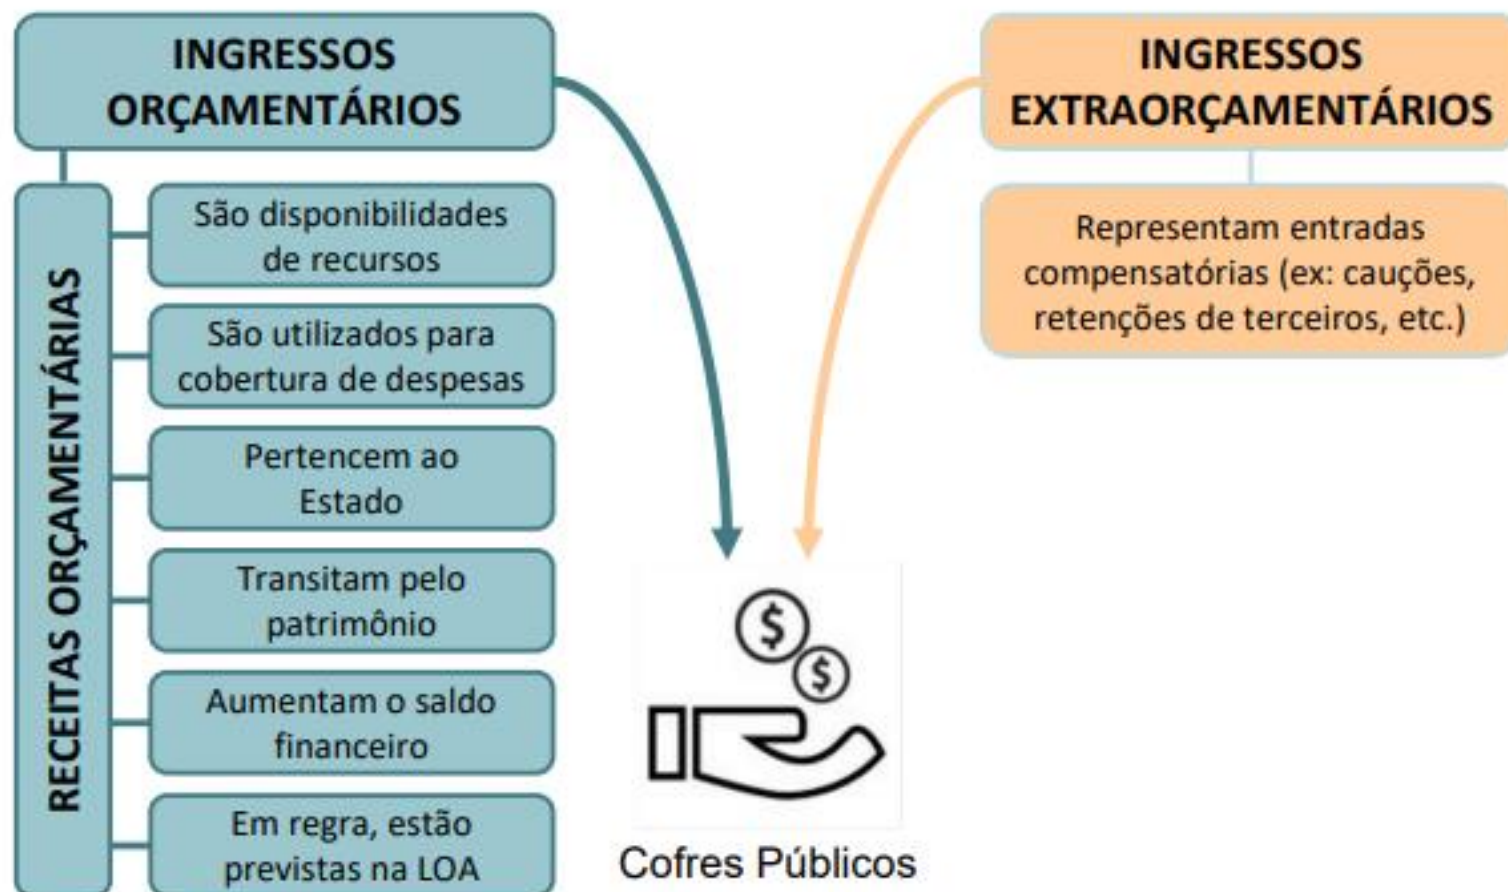 INGRESSOS
ORÇAMENTÁRIOS
RECEITAS ORÇAMENTÁRIAS
São disponibilidades
de recursos
São utilizados para
cobertura de despesas
Pertencem ao
Estado
Transitam pelo
patrimônio
Aumentam o saldo
financeiro
Em regra, estão
previstas na LOA
INGRESSOS
EXTRAORÇAMENTÁRIOS
Representam entradas
compensatórias (ex: cauções,
retenções de terceiros, etc.)
$
$
Cofres Públicos